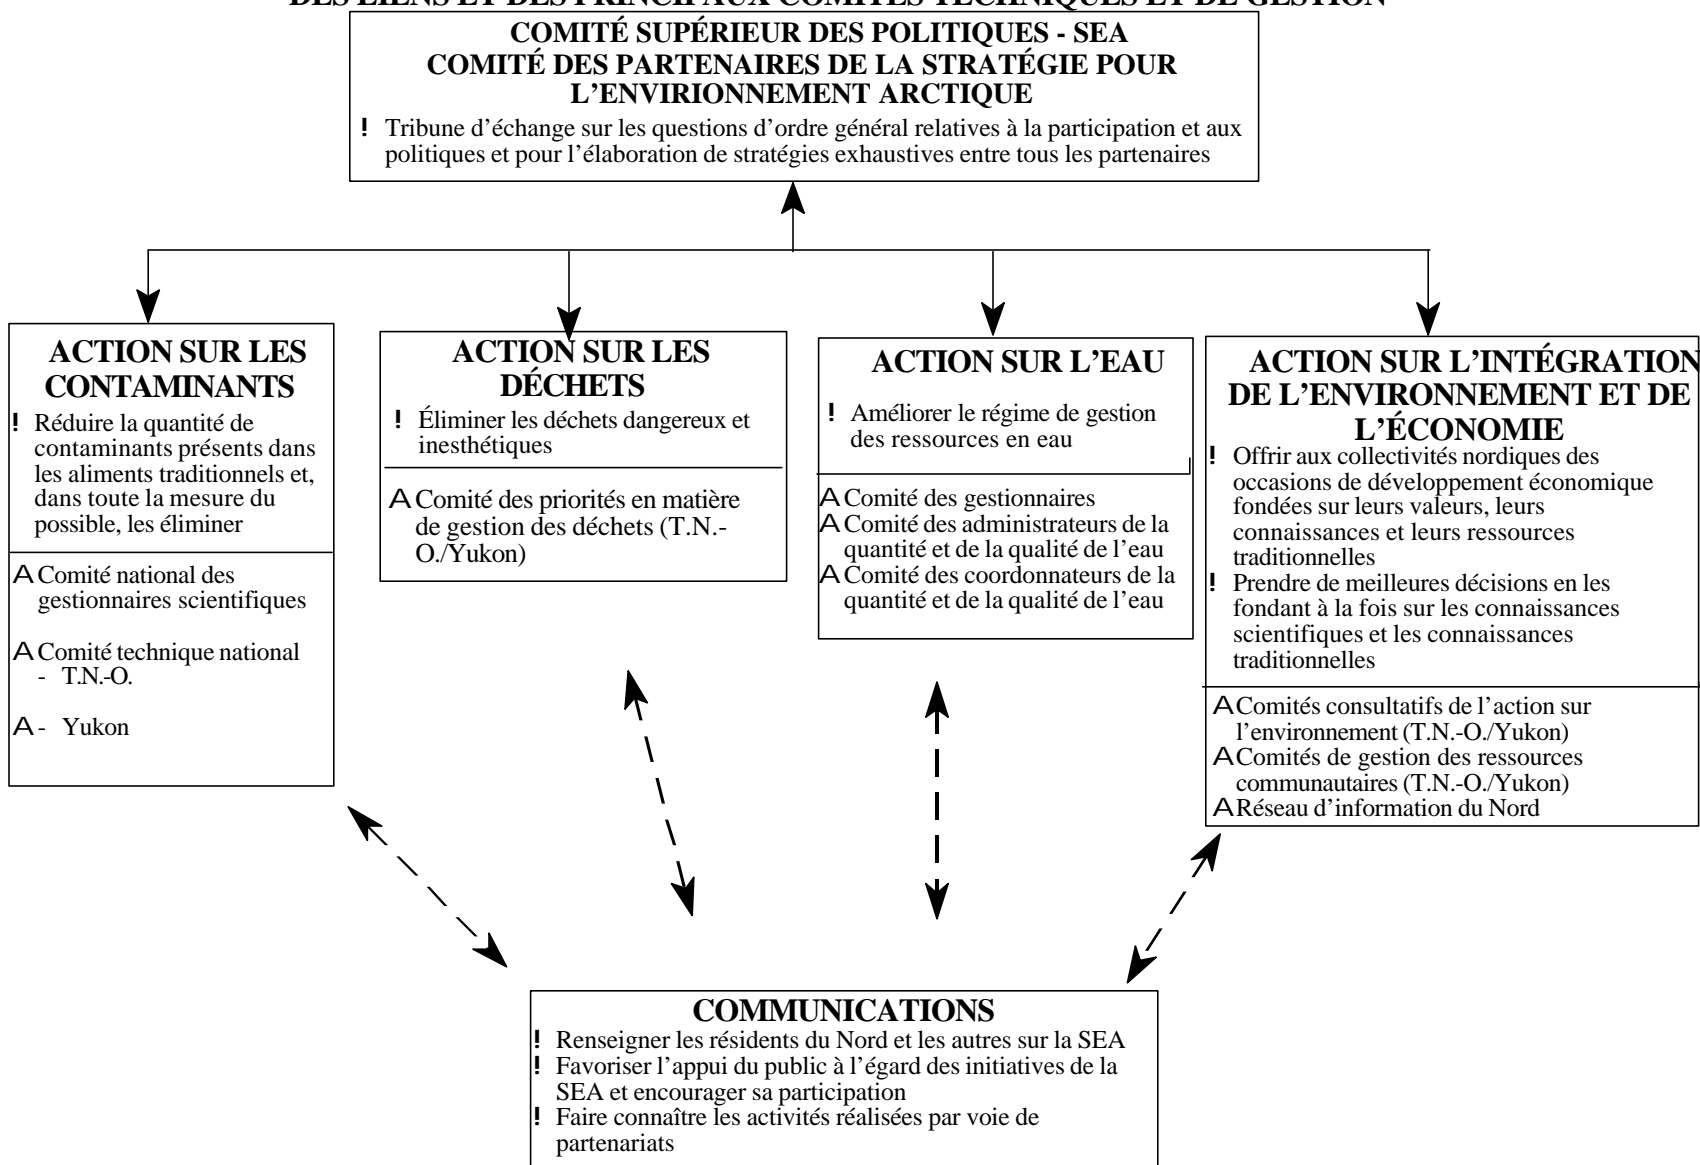 DES LIENS ET DES PRINCIPAUX COMITÉS TECHNIQUES ET DE GESTION
COMITÉ SUPÉRIEUR DES POLITIQUES - SEA
COMITÉ DES PARTENAIRES DE LA STRATÉGIE POUR
L’ENVIRIONNEMENT ARCTIQUE
! Tribune d’échange sur les questions d’ordre général relatives à la participation et aux
politiques et pour l’élaboration de stratégies exhaustives entre tous les partenaires
ACTION SUR LES
CONTAMINANTS
! Réduire la quantité de
contaminants présents dans
les aliments traditionnels et,
dans toute la mesure du
possible, les éliminer
A Comité national des
gestionnaires scientifiques
A Comité technique national
- T.N.-O.
A - Yukon
ACTION SUR LES
DÉCHETS
! Éliminer les déchets dangereux et
inesthétiques
A Comité des priorités en matière
de gestion des déchets (T.N.-
O./Yukon)
ACTION SUR L’EAU
! Améliorer le régime de gestion
des ressources en eau
A Comité des gestionnaires
A Comité des administrateurs de la
quantité et de la qualité de l’eau
A Comité des coordonnateurs de la
quantité et de la qualité de l’eau
ACTION SUR L’INTÉGRATION
DE L’ENVIRONNEMENT ET DE
L’ÉCONOMIE
! Offrir aux collectivités nordiques des
occasions de développement économique
fondées sur leurs valeurs, leurs
connaissances et leurs ressources
traditionnelles
! Prendre de meilleures décisions en les
fondant à la fois sur les connaissances
scientifiques et les connaissances
traditionnelles
A Comités consultatifs de l’action sur
l’environnement (T.N.-O./Yukon)
A Comités de gestion des ressources
communautaires (T.N.-O./Yukon)
A Réseau d’information du Nord
COMMUNICATIONS
! Renseigner les résidents du Nord et les autres sur la SEA
! Favoriser l’appui du public à l’égard des initiatives de la
SEA et encourager sa participation
! Faire connaître les activités réalisées par voie de
partenariats